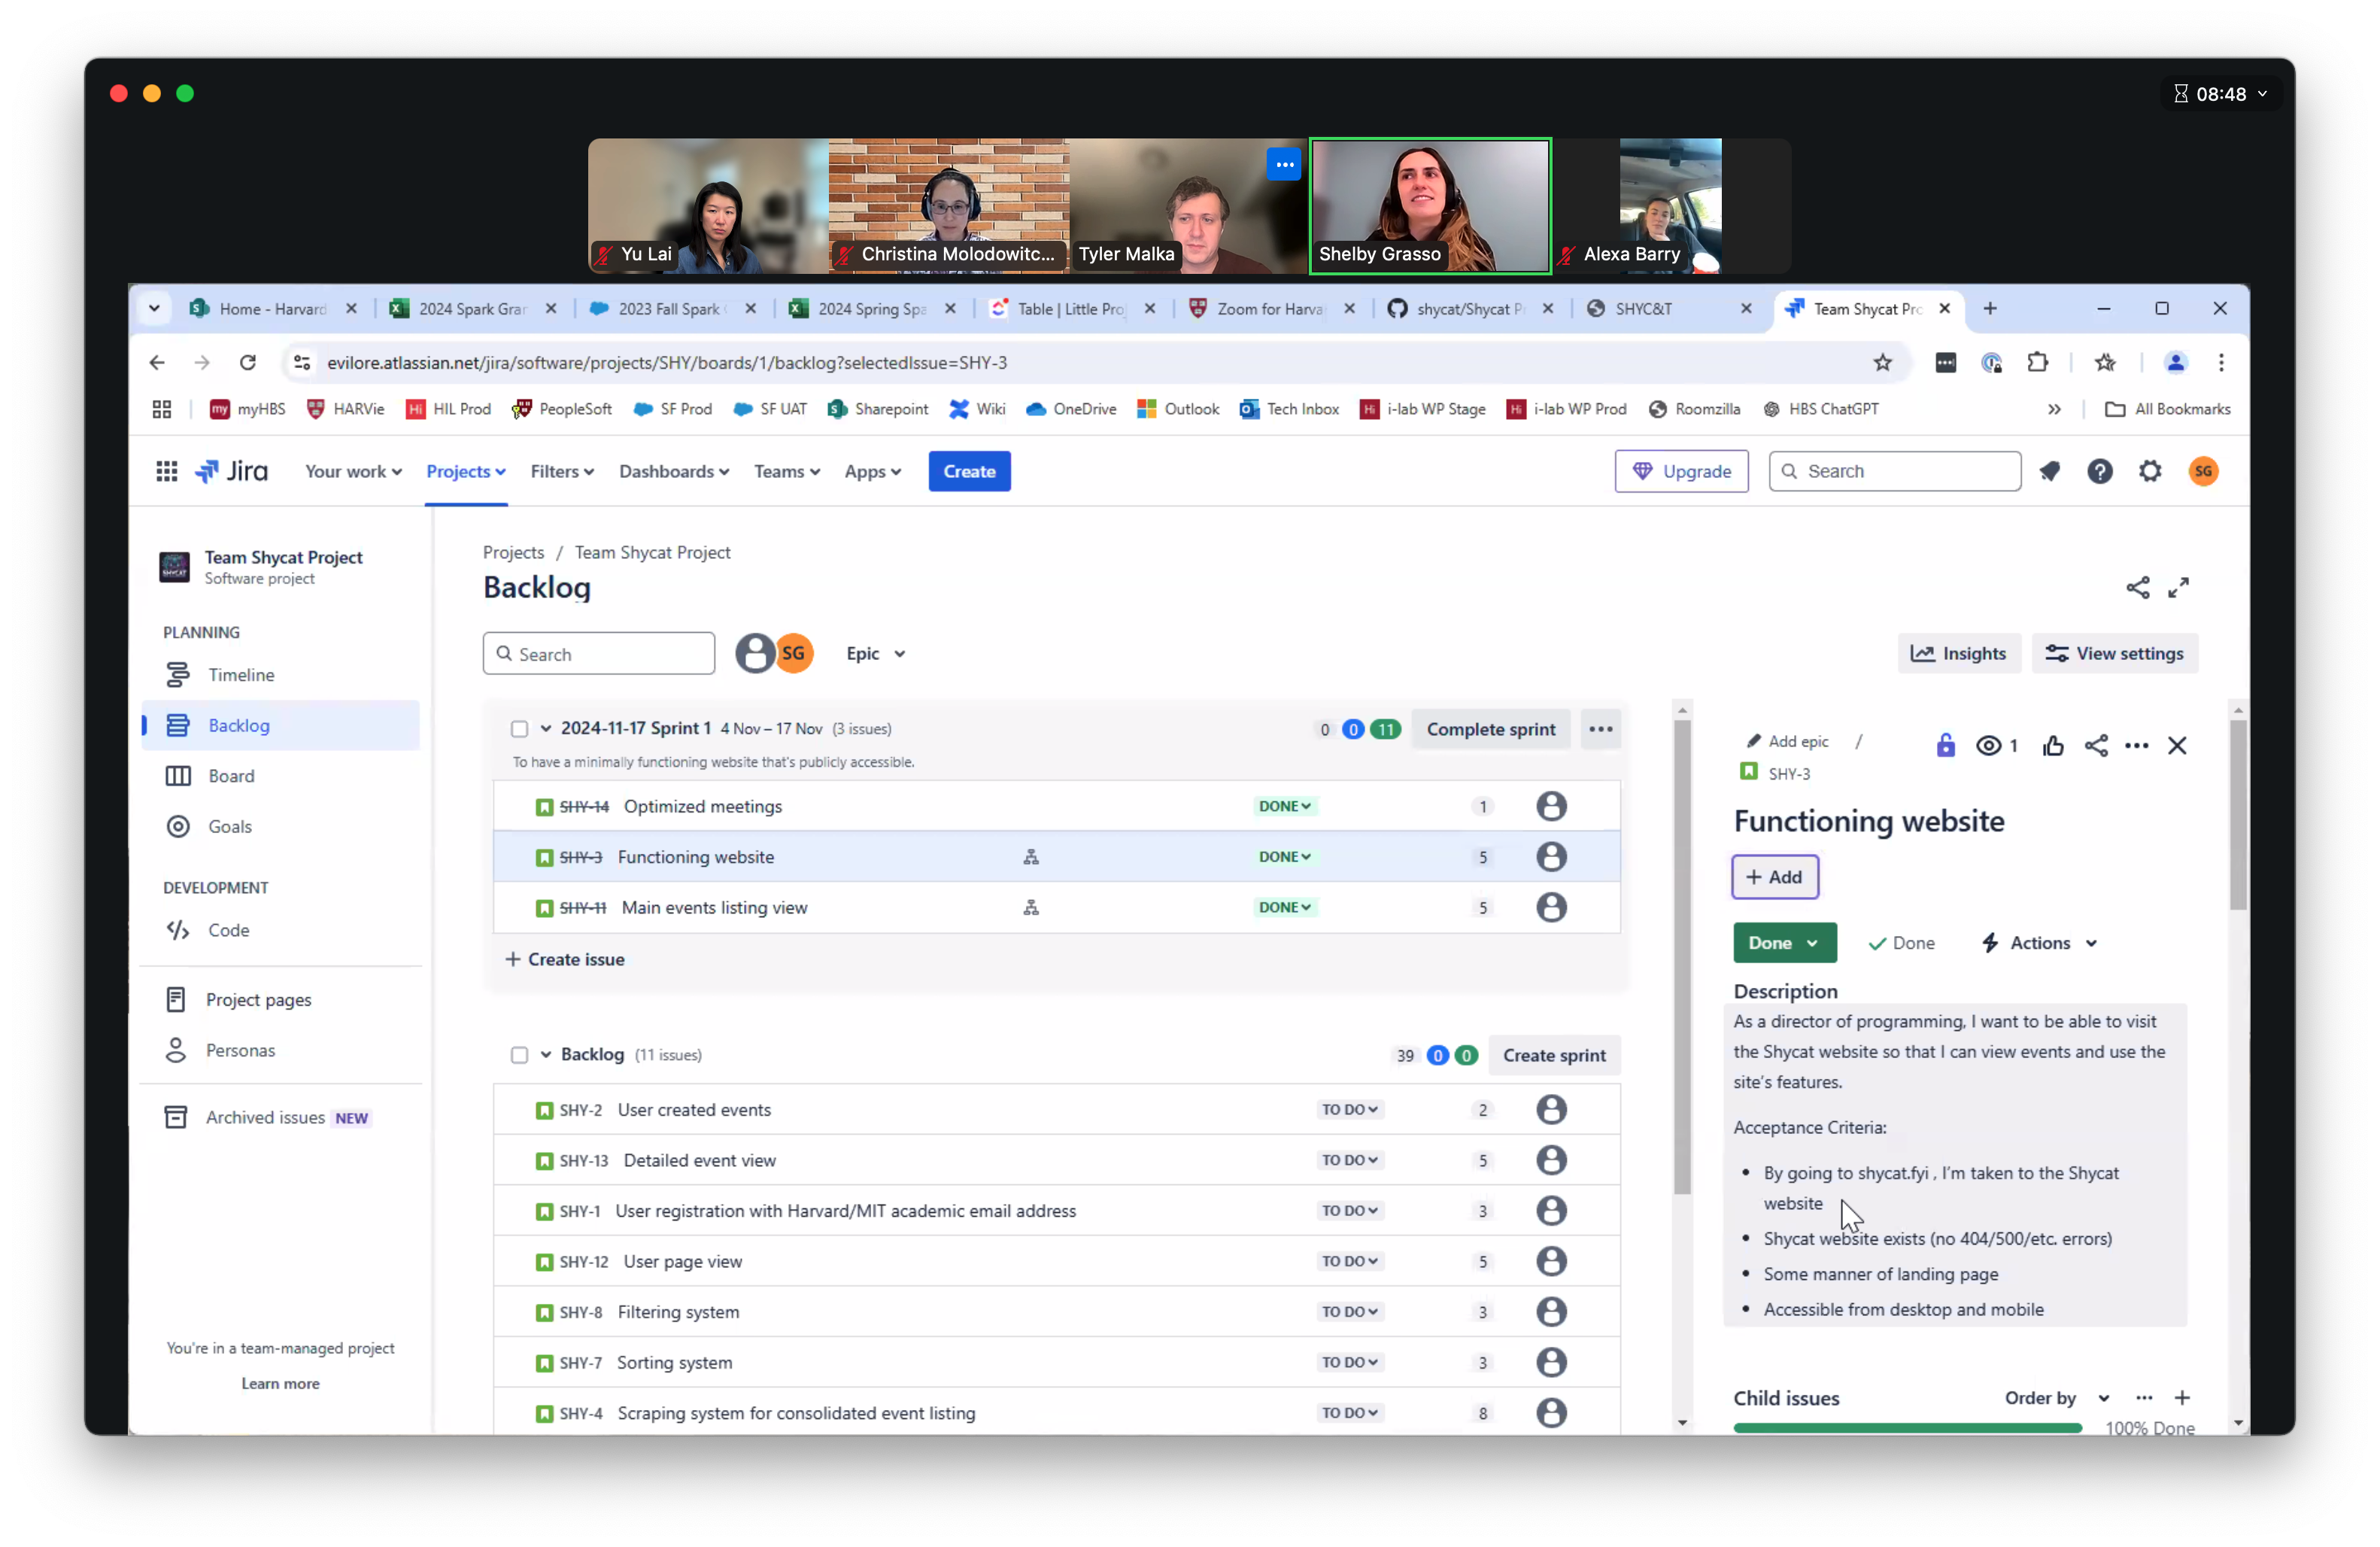 08:48
Yu Lai
Christina Molodowitc...
Tyler Malka
Shelby Grasso
Alexa Barry
Home - Harvard
2024 Spark Gran
2023 Fall Spark
2024 Spring Spa
Table | Little Pro
Zoom for Harva
shycat/Shycat P
SHYC&T
Team Shycat Pro
evilore.atlassian.net/jira/software/projects/SHY/boards/1/backlog?selectedIssue=SHY-3
my myHBS
HARVie
Hi HIL Prod
PeopleSoft
SF Prod
SF UAT
Sharepoint
Wiki
OneDrive
Outlook
Tech Inbox
Hi i-lab WP Stage
Hi i-lab WP Prod
Roomzilla
HBS ChatGPT
All Bookmarks
Jira
Your work
Projects
Filters
Dashboards
Teams
Apps
Create
Upgrade
Search
SG
Team Shycat Project
Software project
PLANNING
Timeline
Backlog
Board
Goals
DEVELOPMENT
Code
Project pages
Personas
Archived issues NEW
You're in a team-managed project
Learn more
Projects / Team Shycat Project
Backlog
Search
SG
Epic
Insights
View settings
2024-11-17 Sprint 1 4 Nov – 17 Nov (3 issues) 0 0 11 Complete sprint
To have a minimally functioning website that's publicly accessible.
SHY-14 Optimized meetings DONE 1
SHY-3 Functioning website DONE 5
SHY-11 Main events listing view DONE 5
+ Create issue
Backlog (11 issues) 39 0 0 Create sprint
SHY-2 User created events TO DO 2
SHY-13 Detailed event view TO DO 5
SHY-1 User registration with Harvard/MIT academic email address TO DO 3
SHY-12 User page view TO DO 5
SHY-8 Filtering system TO DO 3
SHY-7 Sorting system TO DO 3
SHY-4 Scraping system for consolidated event listing TO DO 8
Add epic / 1
SHY-3
Functioning website
+ Add
Done
Done
Actions
Description
As a director of programming, I want to be able to visit
the Shycat website so that I can view events and use the
site's features.
Acceptance Criteria:
• By going to shycat.fyi , I'm taken to the Shycat
website
• Shycat website exists (no 404/500/etc. errors)
• Some manner of landing page
• Accessible from desktop and mobile
Child issues
Order by
100% Done